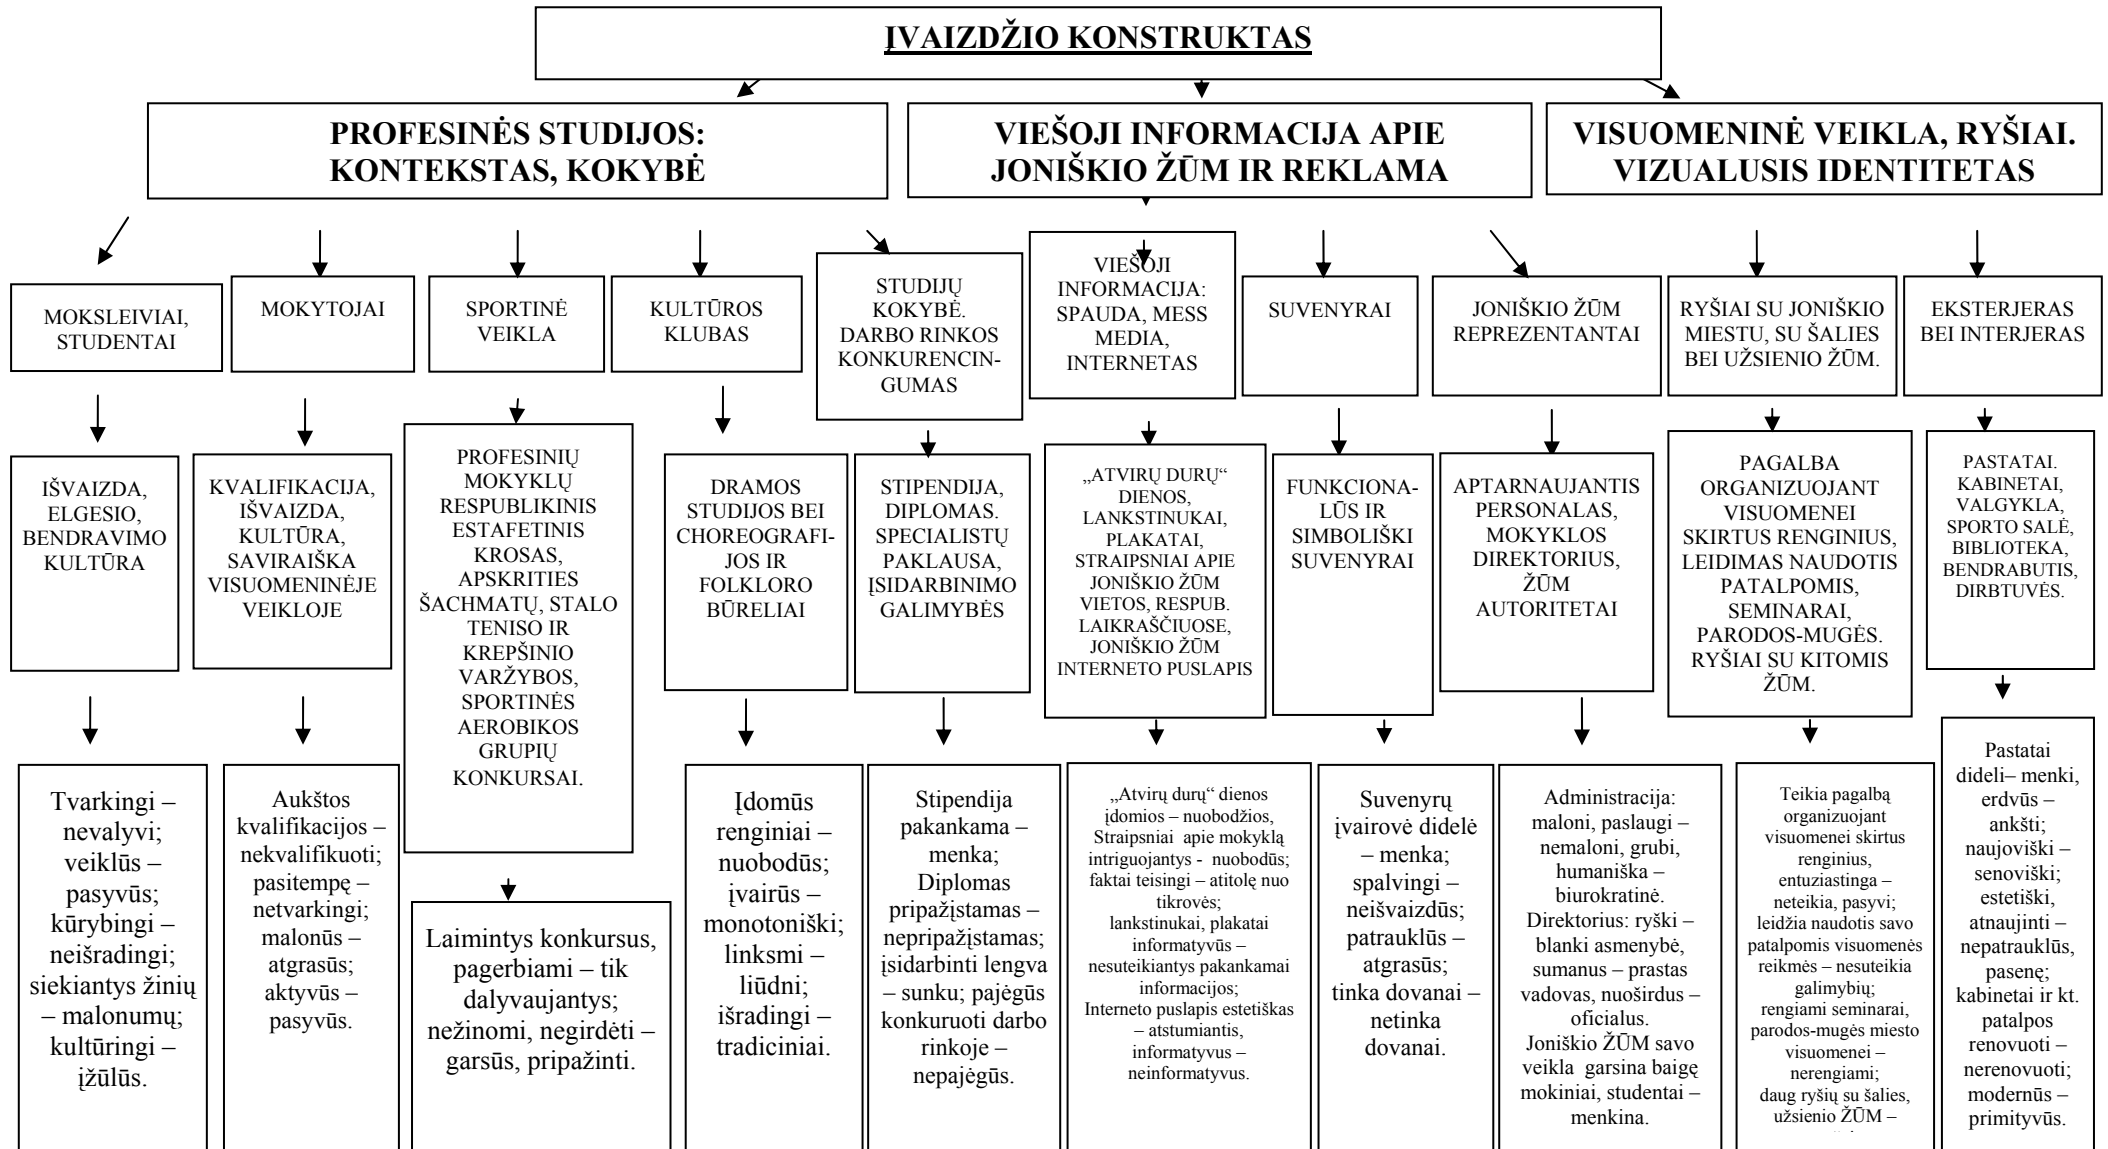 ĮVAIZDŽIO KONSTRUKTAS
PROFESINĖS STUDIJOS:
KONTEKSTAS, KOKYBĖ
VIEŠOJI INFORMACIJA APIE
JONIŠKIO ŽŪM IR REKLAMA
VISUOMENINĖ VEIKLA, RYŠIAI.
VIZUALUSIS IDENTITETAS
MOKSLEIVIAI,
STUDENTAI
MOKYTOJAI
SPORTINĖ
VEIKLA
KULTŪROS
KLUBAS
STUDIJŲ
KOKYBĖ.
DARBO RINKOS
KONKURENCIN-
GUMAS
VIEŠOJI
INFORMACIJA:
SPAUDA, MESS
MEDIA,
INTERNETAS
SUVENYRAI
JONIŠKIO ŽŪM
REPREZENTANTAI
RYŠIAI SU JONIŠKIO
MIESTU, SU ŠALIES
BEI UŽSIENIO ŽŪM.
EKSTERJERAS
BEI INTERJERAS
IŠVAIZDA,
ELGESIO,
BENDRAVIMO
KULTŪRA
KVALIFIKACIJA,
IŠVAIZDA,
KULTŪRA,
SAVIRAIŠKA
VISUOMENINĖJE
VEIKLOJE
PROFESINIŲ
MOKYKLŲ
RESPUBLIKINIS
ESTAFETINIS
KROSAS,
APSKRITIES
ŠACHMATŲ, STALO
TENISO IR
KREPŠINIO
VARŽYBOS,
SPORTINĖS
AEROBIKOS
GRUPIŲ
KONKURSAI.
DRAMOS
STUDIJOS BEI
CHOREOGRAFI-
JOS IR
FOLKLORO
BŪRELIAI
STIPENDIJA,
DIPLOMAS.
SPECIALISTŲ
PAKLAUSA,
ĮSIDARBINIMO
GALIMYBĖS
„ATVIRŲ DURŲ“
DIENOS,
LANKSTINUKAI,
PLAKATAI,
STRAIPSNIAI APIE
JONIŠKIO ŽŪM
VIETOS, RESPUB.
LAIKRAŠČIUOSE,
JONIŠKIO ŽŪM
INTERNETO PUSLAPIS
FUNKCIONA-
LŪS IR
SIMBOLIŠKI
SUVENYRAI
APTARNAUJANTIS
PERSONALAS,
MOKYKLOS
DIREKTORIUS,
ŽŪM
AUTORITETAI
PAGALBA
ORGANIZUOJANT
VISUOMENEI
SKIRTUS RENGINIUS,
LEIDIMAS NAUDOTIS
PATALPOMIS,
SEMINARAI,
PARODOS-MUGĖS.
RYŠIAI SU KITOMIS
ŽŪM.
PASTATAI.
KABINETAI,
VALGYKLA,
SPORTO SALĖ,
BIBLIOTEKA,
BENDRABUTIS,
DIRBTUVĖS.
Tvarkingi –
nevalyvi;
veiklūs –
pasyvūs;
kūrybingi –
neišradingi;
siekiantys žinių
– malonumų;
kultūringi –
įžūlūs.
Aukštos
kvalifikacijos –
nekvalifikuoti;
pasitempę –
netvarkingi;
malonūs –
atgrasūs;
aktyvūs –
pasyvūs.
Laimintys konkursus,
pagerbiami – tik
dalyvaujantys;
nežinomi, negirdėti –
garsūs, pripažinti.
Įdomūs
renginiai –
nuobodūs;
įvairūs –
monotoniški;
linksmi –
liūdni;
išradingi –
tradiciniai.
Stipendija
pakankama –
menka;
Diplomas
pripažįstamas –
nepripažįstamas;
įsidarbinti lengva
– sunku; pajėgūs
konkuruoti darbo
rinkoje –
nepajėgūs.
„Atvirų durų“ dienos
įdomios – nuobodžios,
Straipsniai apie mokyklą
intriguojantys - nuobodūs;
faktai teisingi – atitolę nuo
tikrovės;
lankstinukai, plakatai
informatyvūs –
nesuteikiantys pakankamai
informacijos;
Interneto puslapis estetiškas
– atstumiantis,
informatyvus –
neinformatyvus.
Suvenyrų
įvairovė didelė
– menka;
spalvingi –
neišvaizdūs;
patrauklūs –
atgrasūs;
tinka dovanai –
netinka
dovanai.
Administracija:
maloni, paslaugi –
nemaloni, grubi,
humaniška –
biurokratinė.
Direktorius: ryški –
blanki asmenybė,
sumanus – prastas
vadovas, nuoširdus –
oficialus.
Joniškio ŽŪM savo
veikla garsina baigę
mokiniai, studentai –
menkina.
Teikia pagalbą
organizuojant
visuomenei skirtus
renginius,
entuziastinga –
neteikia, pasyvi;
leidžia naudotis savo
patalpomis visuomenės
reikmės – nesuteikia
galimybių;
rengiami seminarai,
parodos-mugės miesto
visuomenei –
nerengiami;
daug ryšių su šalies,
užsienio ŽŪM –
Pastatai
dideli– menki,
erdvūs –
ankšti;
naujoviški –
senoviški;
estetiški,
atnaujinti –
nepatrauklūs,
pasenę;
kabinetai ir kt.
patalpos
renovuoti –
nerenovuoti;
modernūs –
primityvūs.